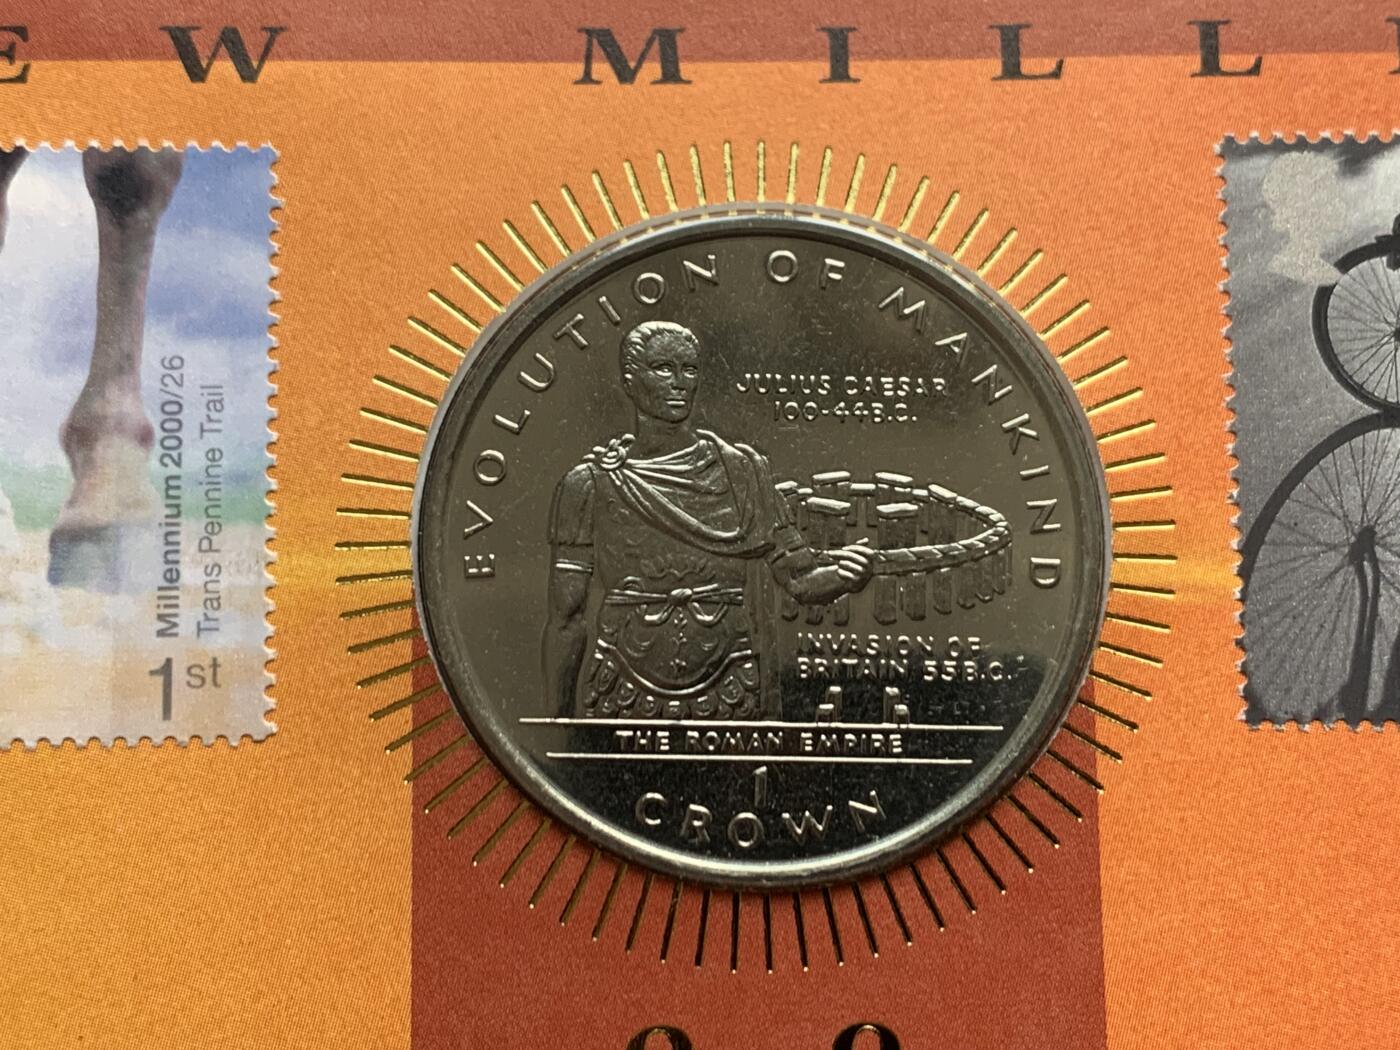 EW MILL
EVOLUTION OF MANKIND
JULIUS CAESAR
100-44B.C.
INVASION OF
BRITAIN 55B.C.
THE ROMAN EMPIRE
1
CROWN
Millennium 2000/26
Trans Pennine Trail
1st